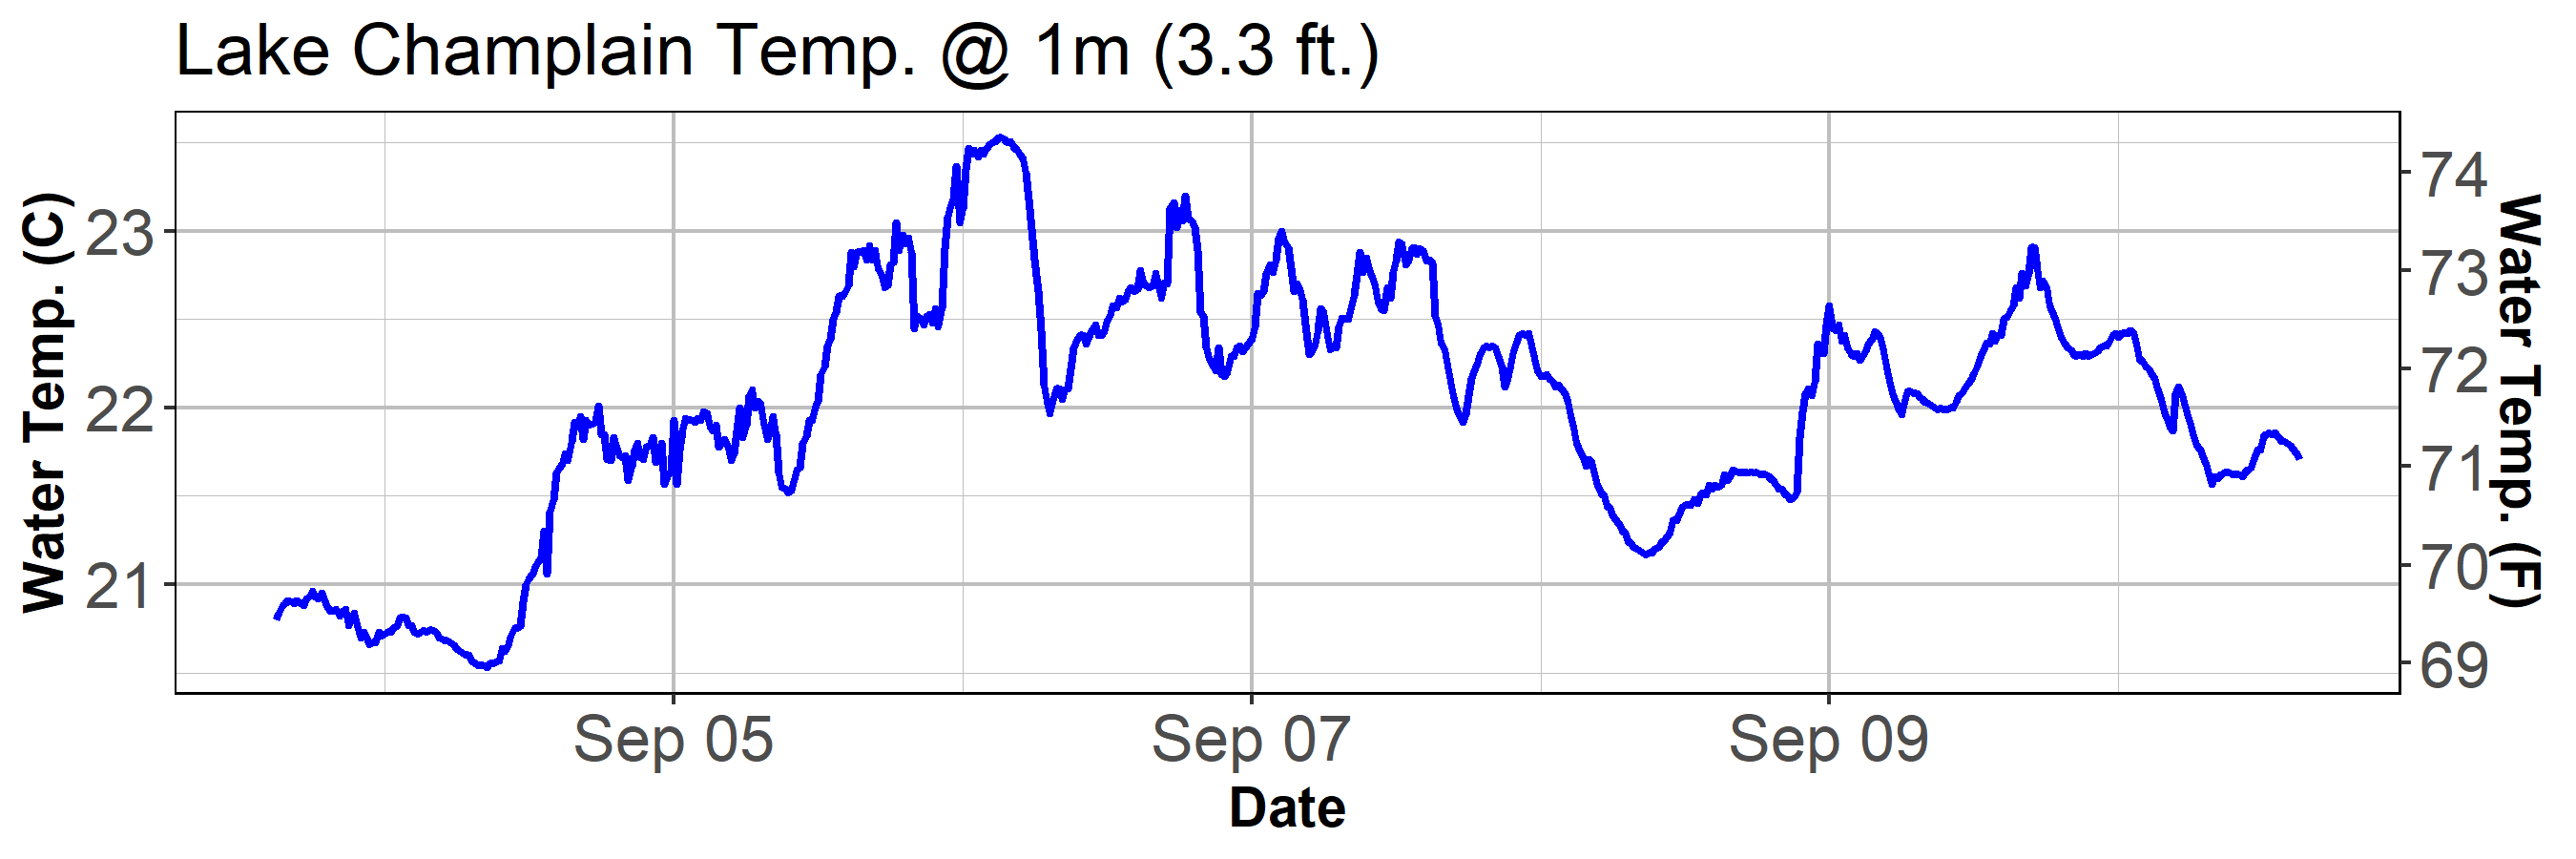 Lake Champlain Temp. @ 1m (3.3 ft.)
Water Temp. (C)
23
22
21
74
73
72
71
70
69
Water Temp. (F)
Sep 05 Sep 07 Sep 09
Date